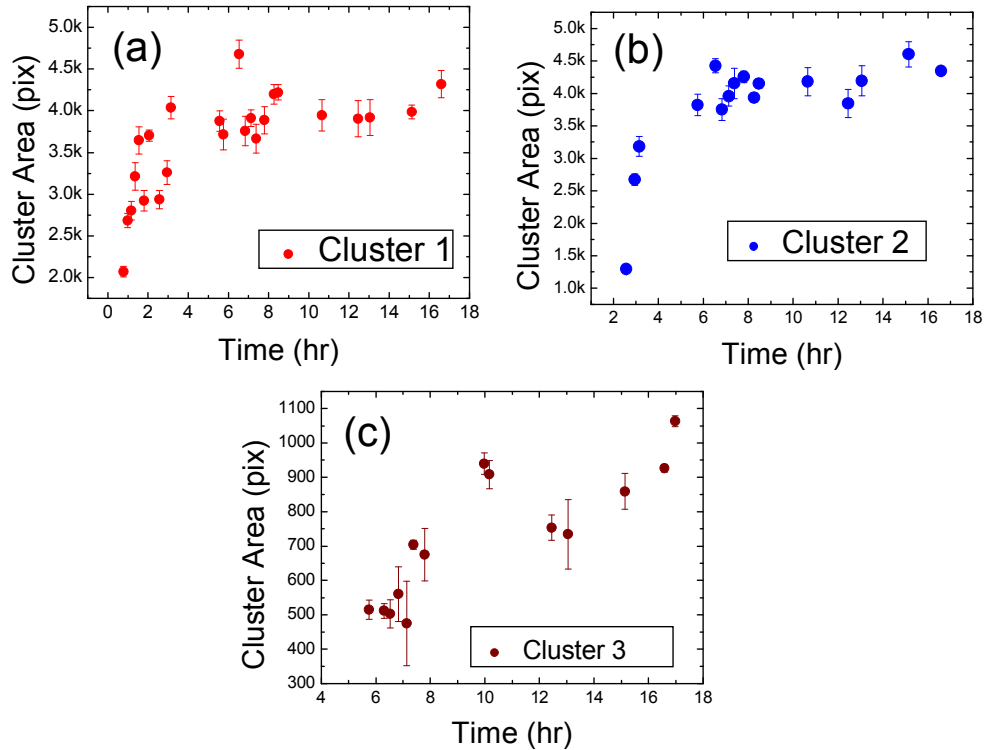 (a)
5.0k
4.5k
4.0k
3.5k
3.0k
2.5k
2.0k
Cluster Area (pix)
Cluster 1
0 2 4 6 8 10 12 14 16 18
Time (hr)
(b)
5.0k
4.5k
4.0k
3.5k
3.0k
2.5k
2.0k
1.5k
1.0k
Cluster Area (pix)
Cluster 2
2 4 6 8 10 12 14 16 18
Time (hr)
(c)
1100
1000
900
800
700
600
500
400
300
Cluster Area (pix)
Cluster 3
4 6 8 10 12 14 16 18
Time (hr)